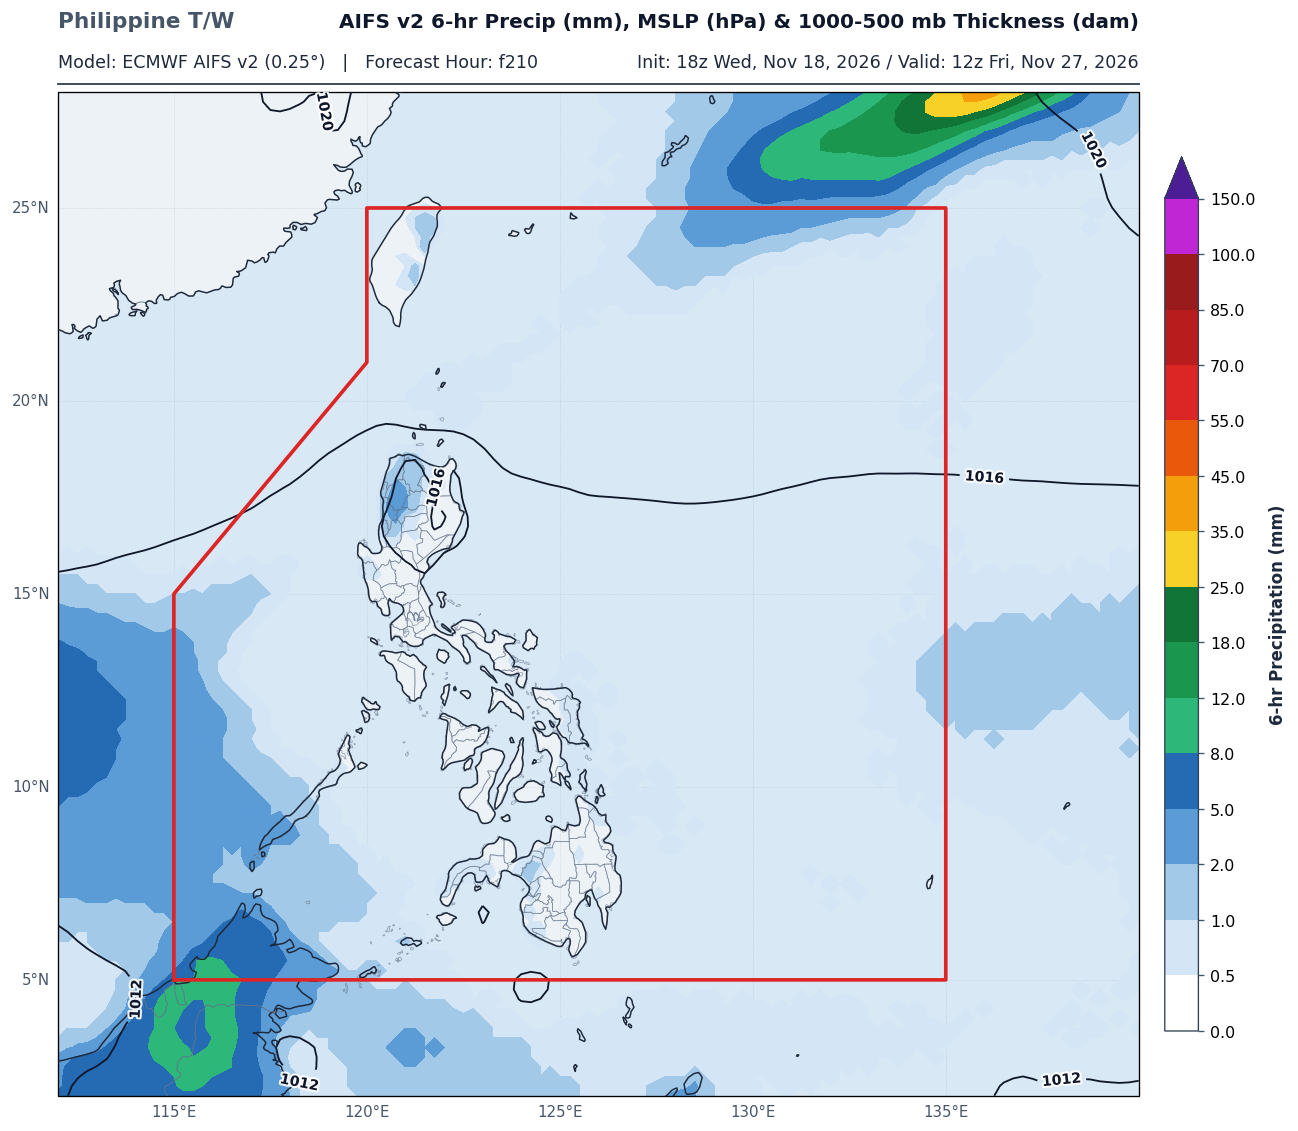 Philippine T/W
AIFS v2 6-hr Precip (mm), MSLP (hPa) & 1000-500 mb Thickness (dam)
Model: ECMWF AIFS v2 (0.25°) | Forecast Hour: f210
Init: 18z Wed, Nov 18, 2026 / Valid: 12z Fri, Nov 27, 2026
1020
1020
25°N
20°N
1016
1016
15°N
10°N
5°N
1012
1012
1012
115°E
120°E
125°E
130°E
135°E
150.0
100.0
85.0
70.0
55.0
45.0
35.0
25.0
18.0
12.0
8.0
5.0
2.0
1.0
0.5
0.0
6-hr Precipitation (mm)